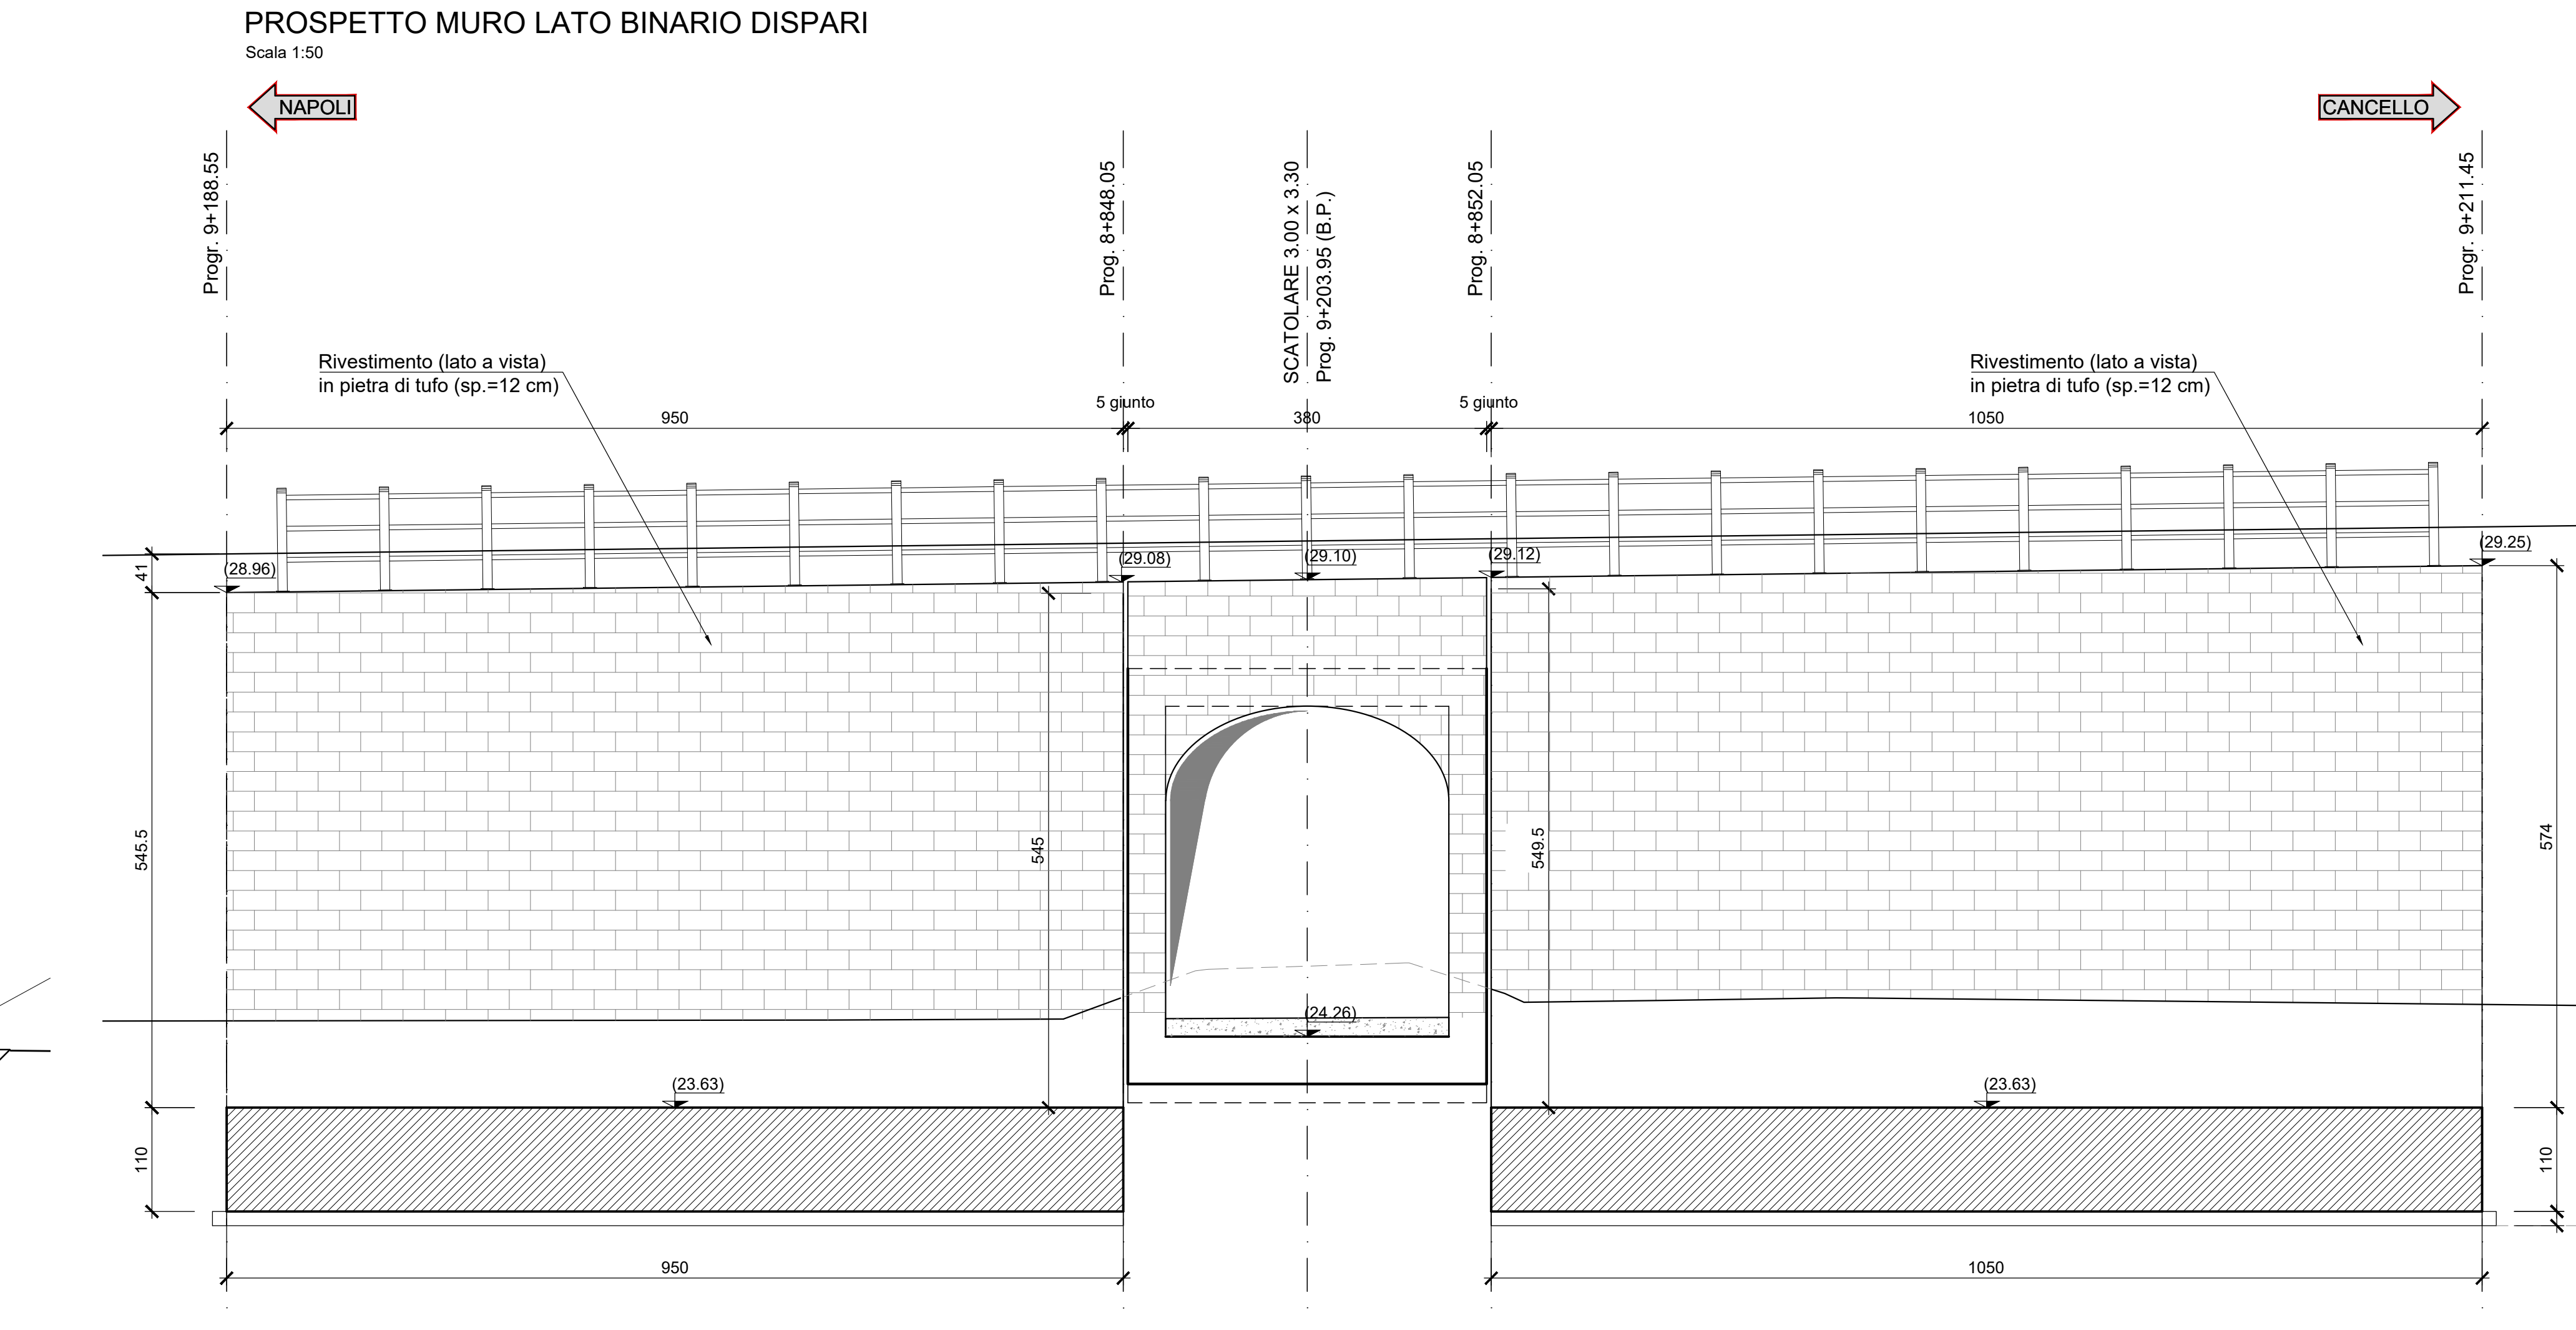 PROSPETTO MURO LATO BINARIO DISPARI
Scala 1:50
NAPOLI
CANCELLO
Progr. 9+188.55
Prog. 8+848.05
SCATOLARE 3.00 x 3.30
Prog. 9+203.95 (B.P.)
Prog. 8+852.05
Progr. 9+211.45
Rivestimento (lato a vista)
in pietra di tufo (sp.=12 cm)
Rivestimento (lato a vista)
in pietra di tufo (sp.=12 cm)
5 giunto
5 giunto
950
380
1050
41
(28.96)
(29.08)
(29.10)
(29.12)
(29.25)
545.5
545
549.5
574
(24.26)
(23.63)
(23.63)
110
110
950
1050